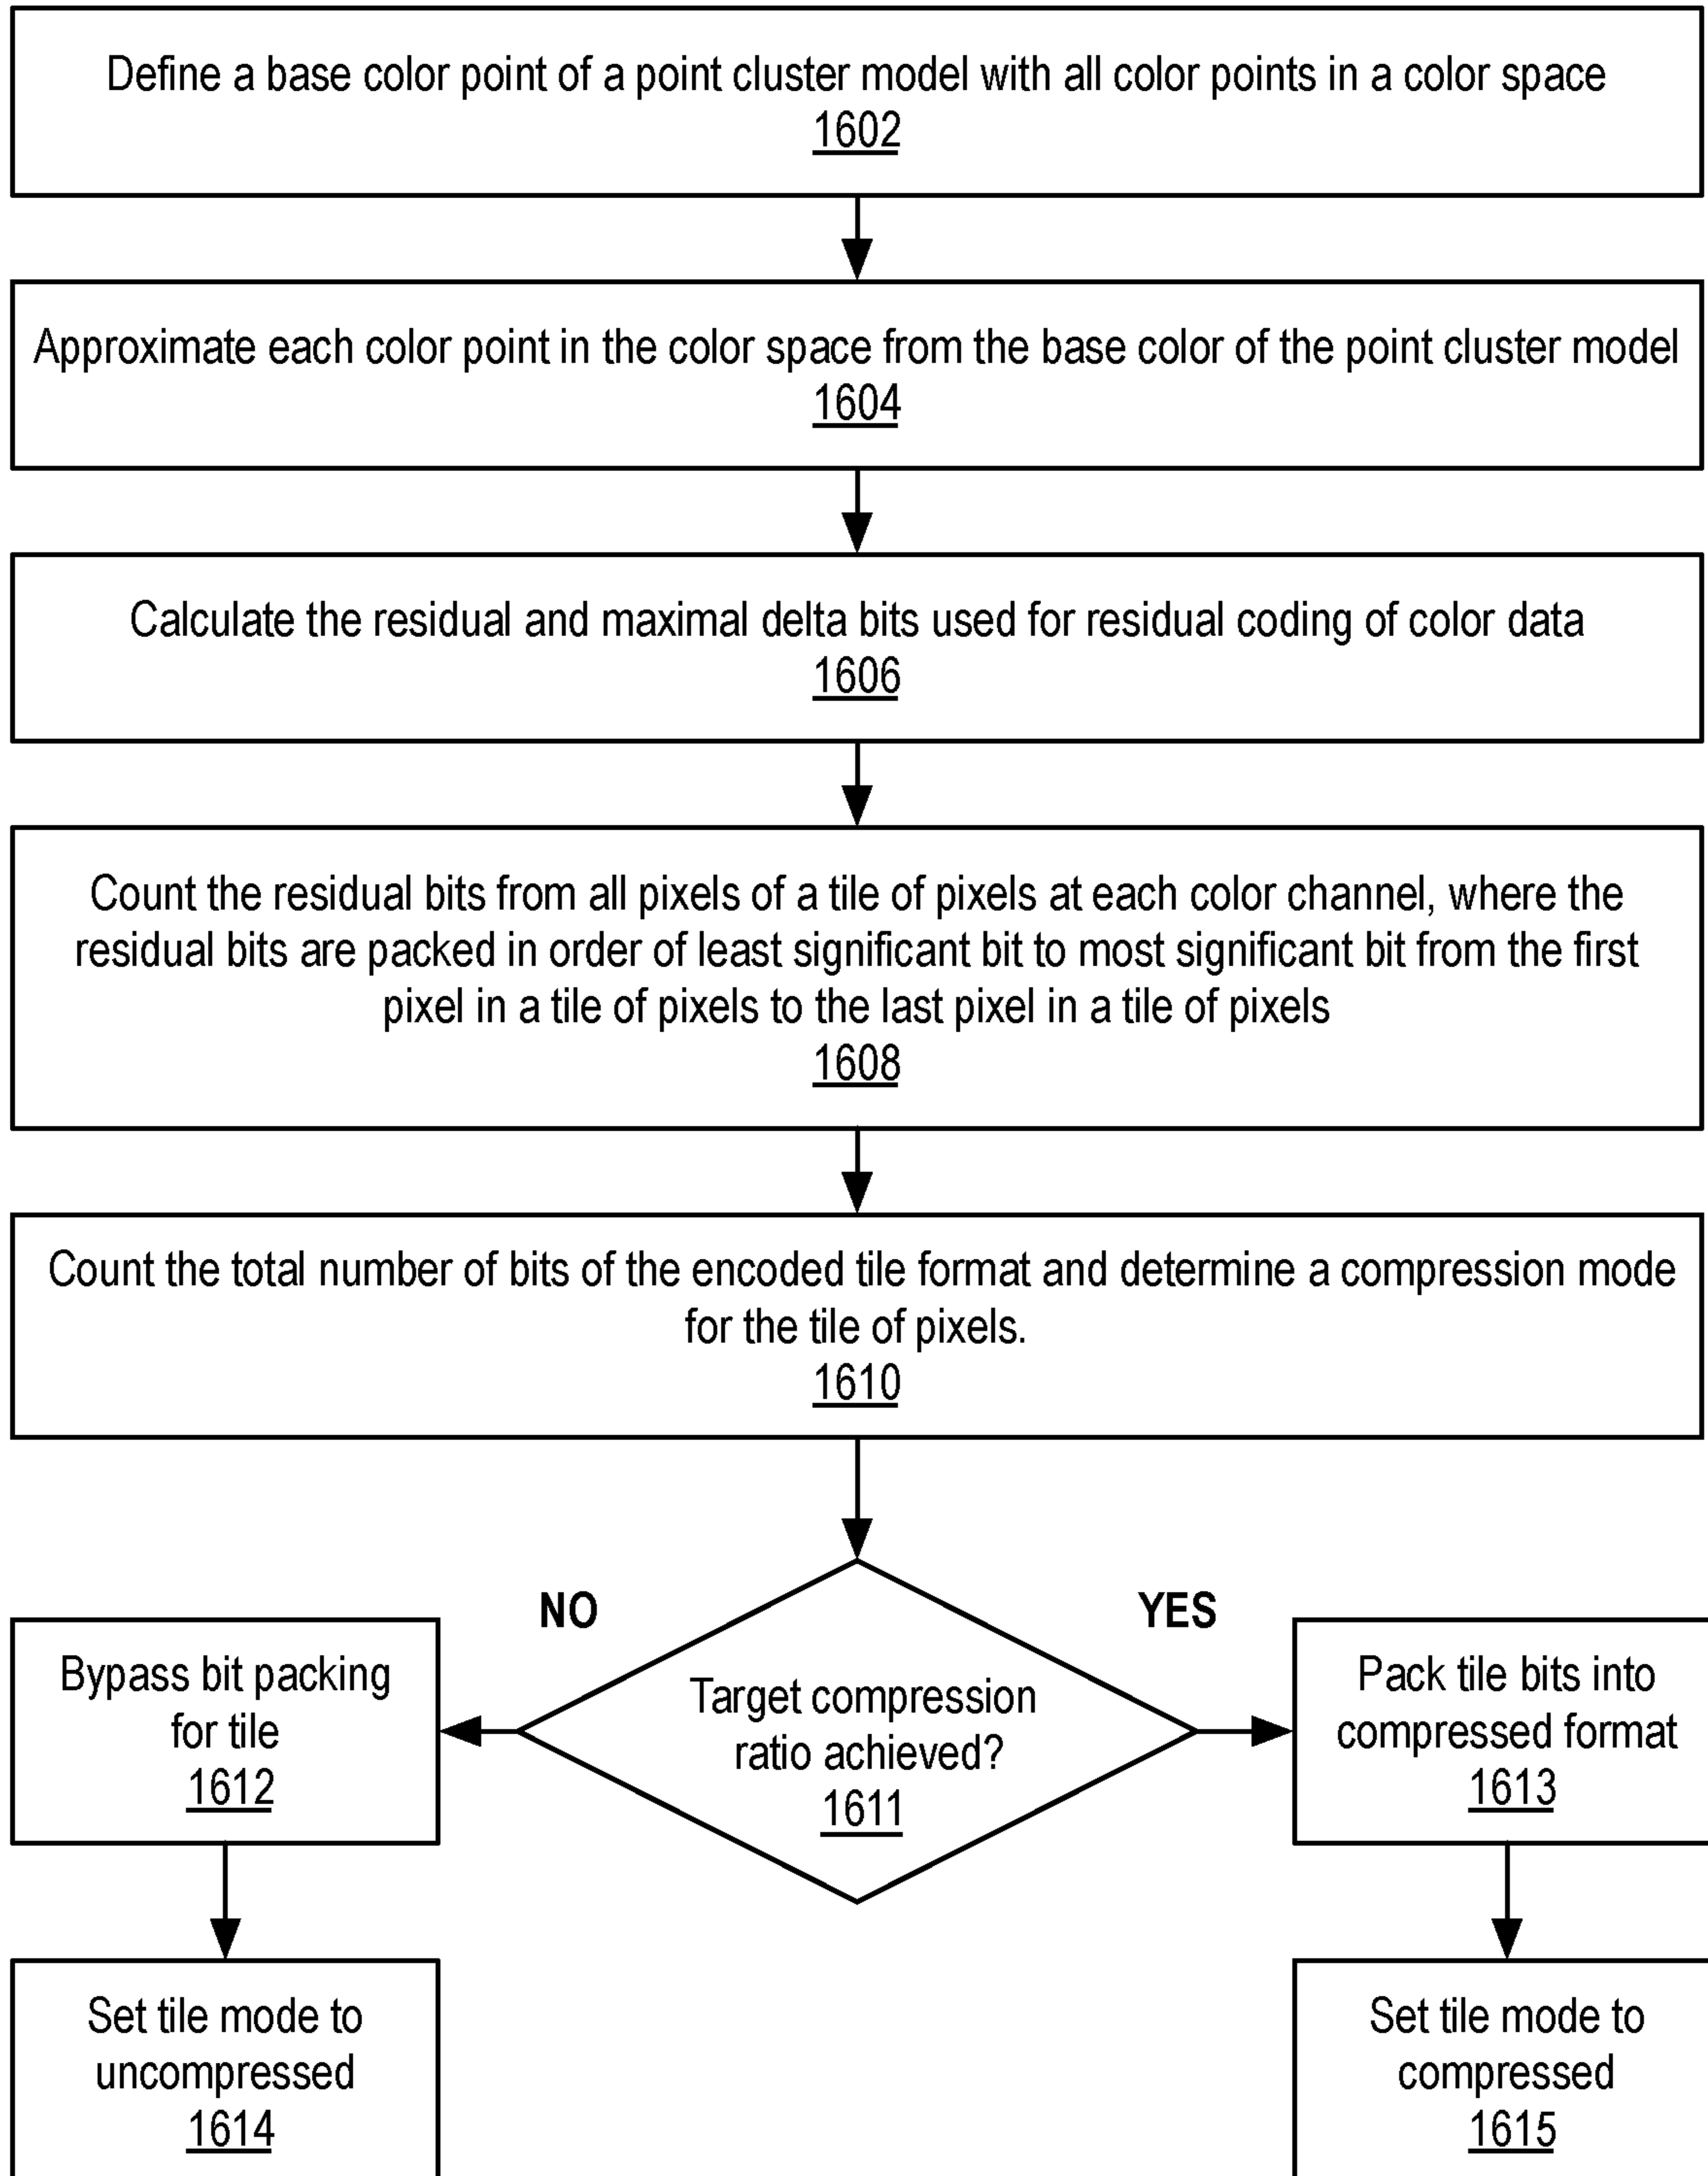 Define a base color point of a point cluster model with all color points in a color space
1602
Approximate each color point in the color space from the base color of the point cluster model
1604
Calculate the residual and maximal delta bits used for residual coding of color data
1606
Count the residual bits from all pixels of a tile of pixels at each color channel, where the
residual bits are packed in order of least significant bit to most significant bit from the first
pixel in a tile of pixels to the last pixel in a tile of pixels
1608
Count the total number of bits of the encoded tile format and determine a compression mode
for the tile of pixels.
1610
NO
YES
Bypass bit packing
for tile
1612
Target compression
ratio achieved?
1611
Pack tile bits into
compressed format
1613
Set tile mode to
uncompressed
1614
Set tile mode to
compressed
1615